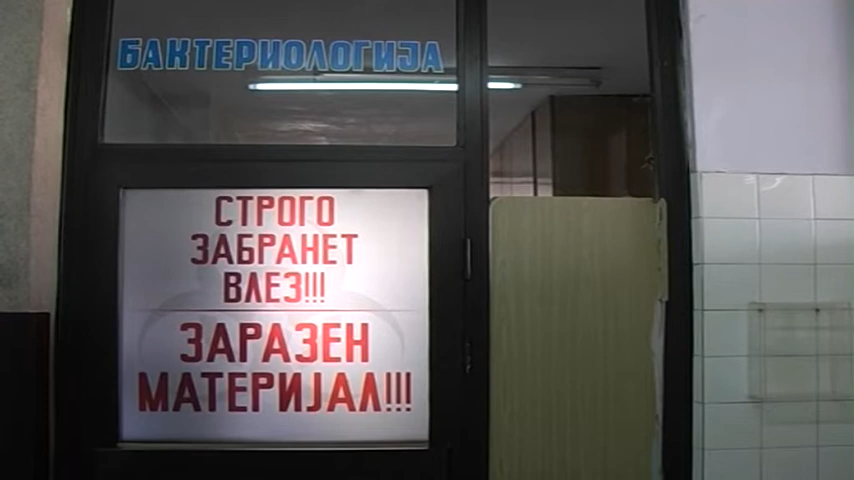 БАКТЕРИОЛОГИЈА
СТРОГО
ЗАБРАНЕТ
ВЛЕЗ!!!
ЗАРАЗЕН
МАТЕРИЈАЛ!!!